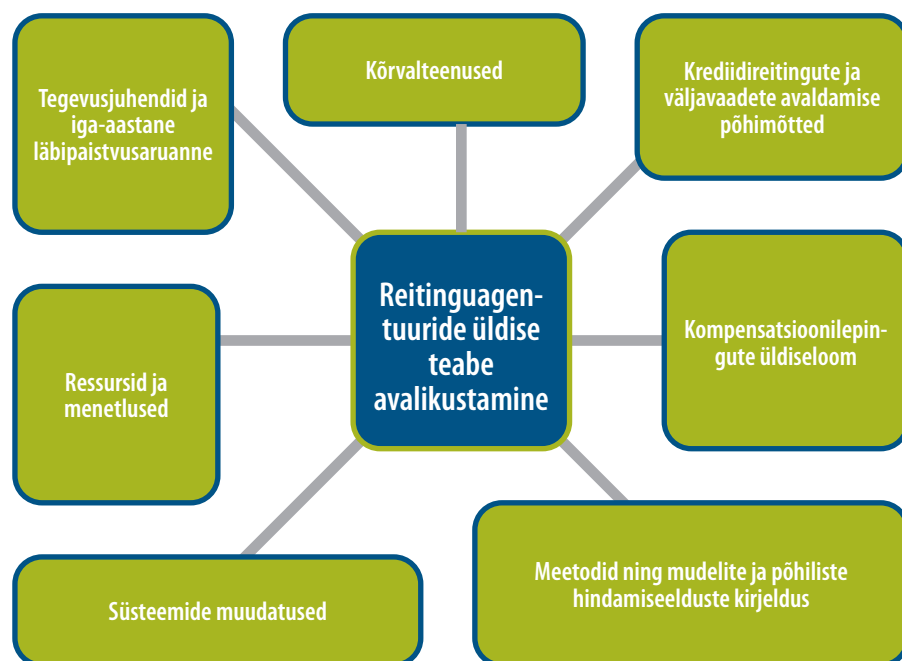 Tegevusjuhendid ja
iga-aastane
läbipaistvusaruanne
Kõrvalteenused
Krediidireitingute ja
väljavaadete avaldamise
põhimõtted
Reitinguagen-
tuuride üldise
teabe
avalikustamine
Ressursid ja
menetlused
Kompensatsioonilepin-
gute üldiseloom
Süsteemide muudatused
Meetodid ning mudelite ja põhiliste
hindamiseelduste kirjeldus